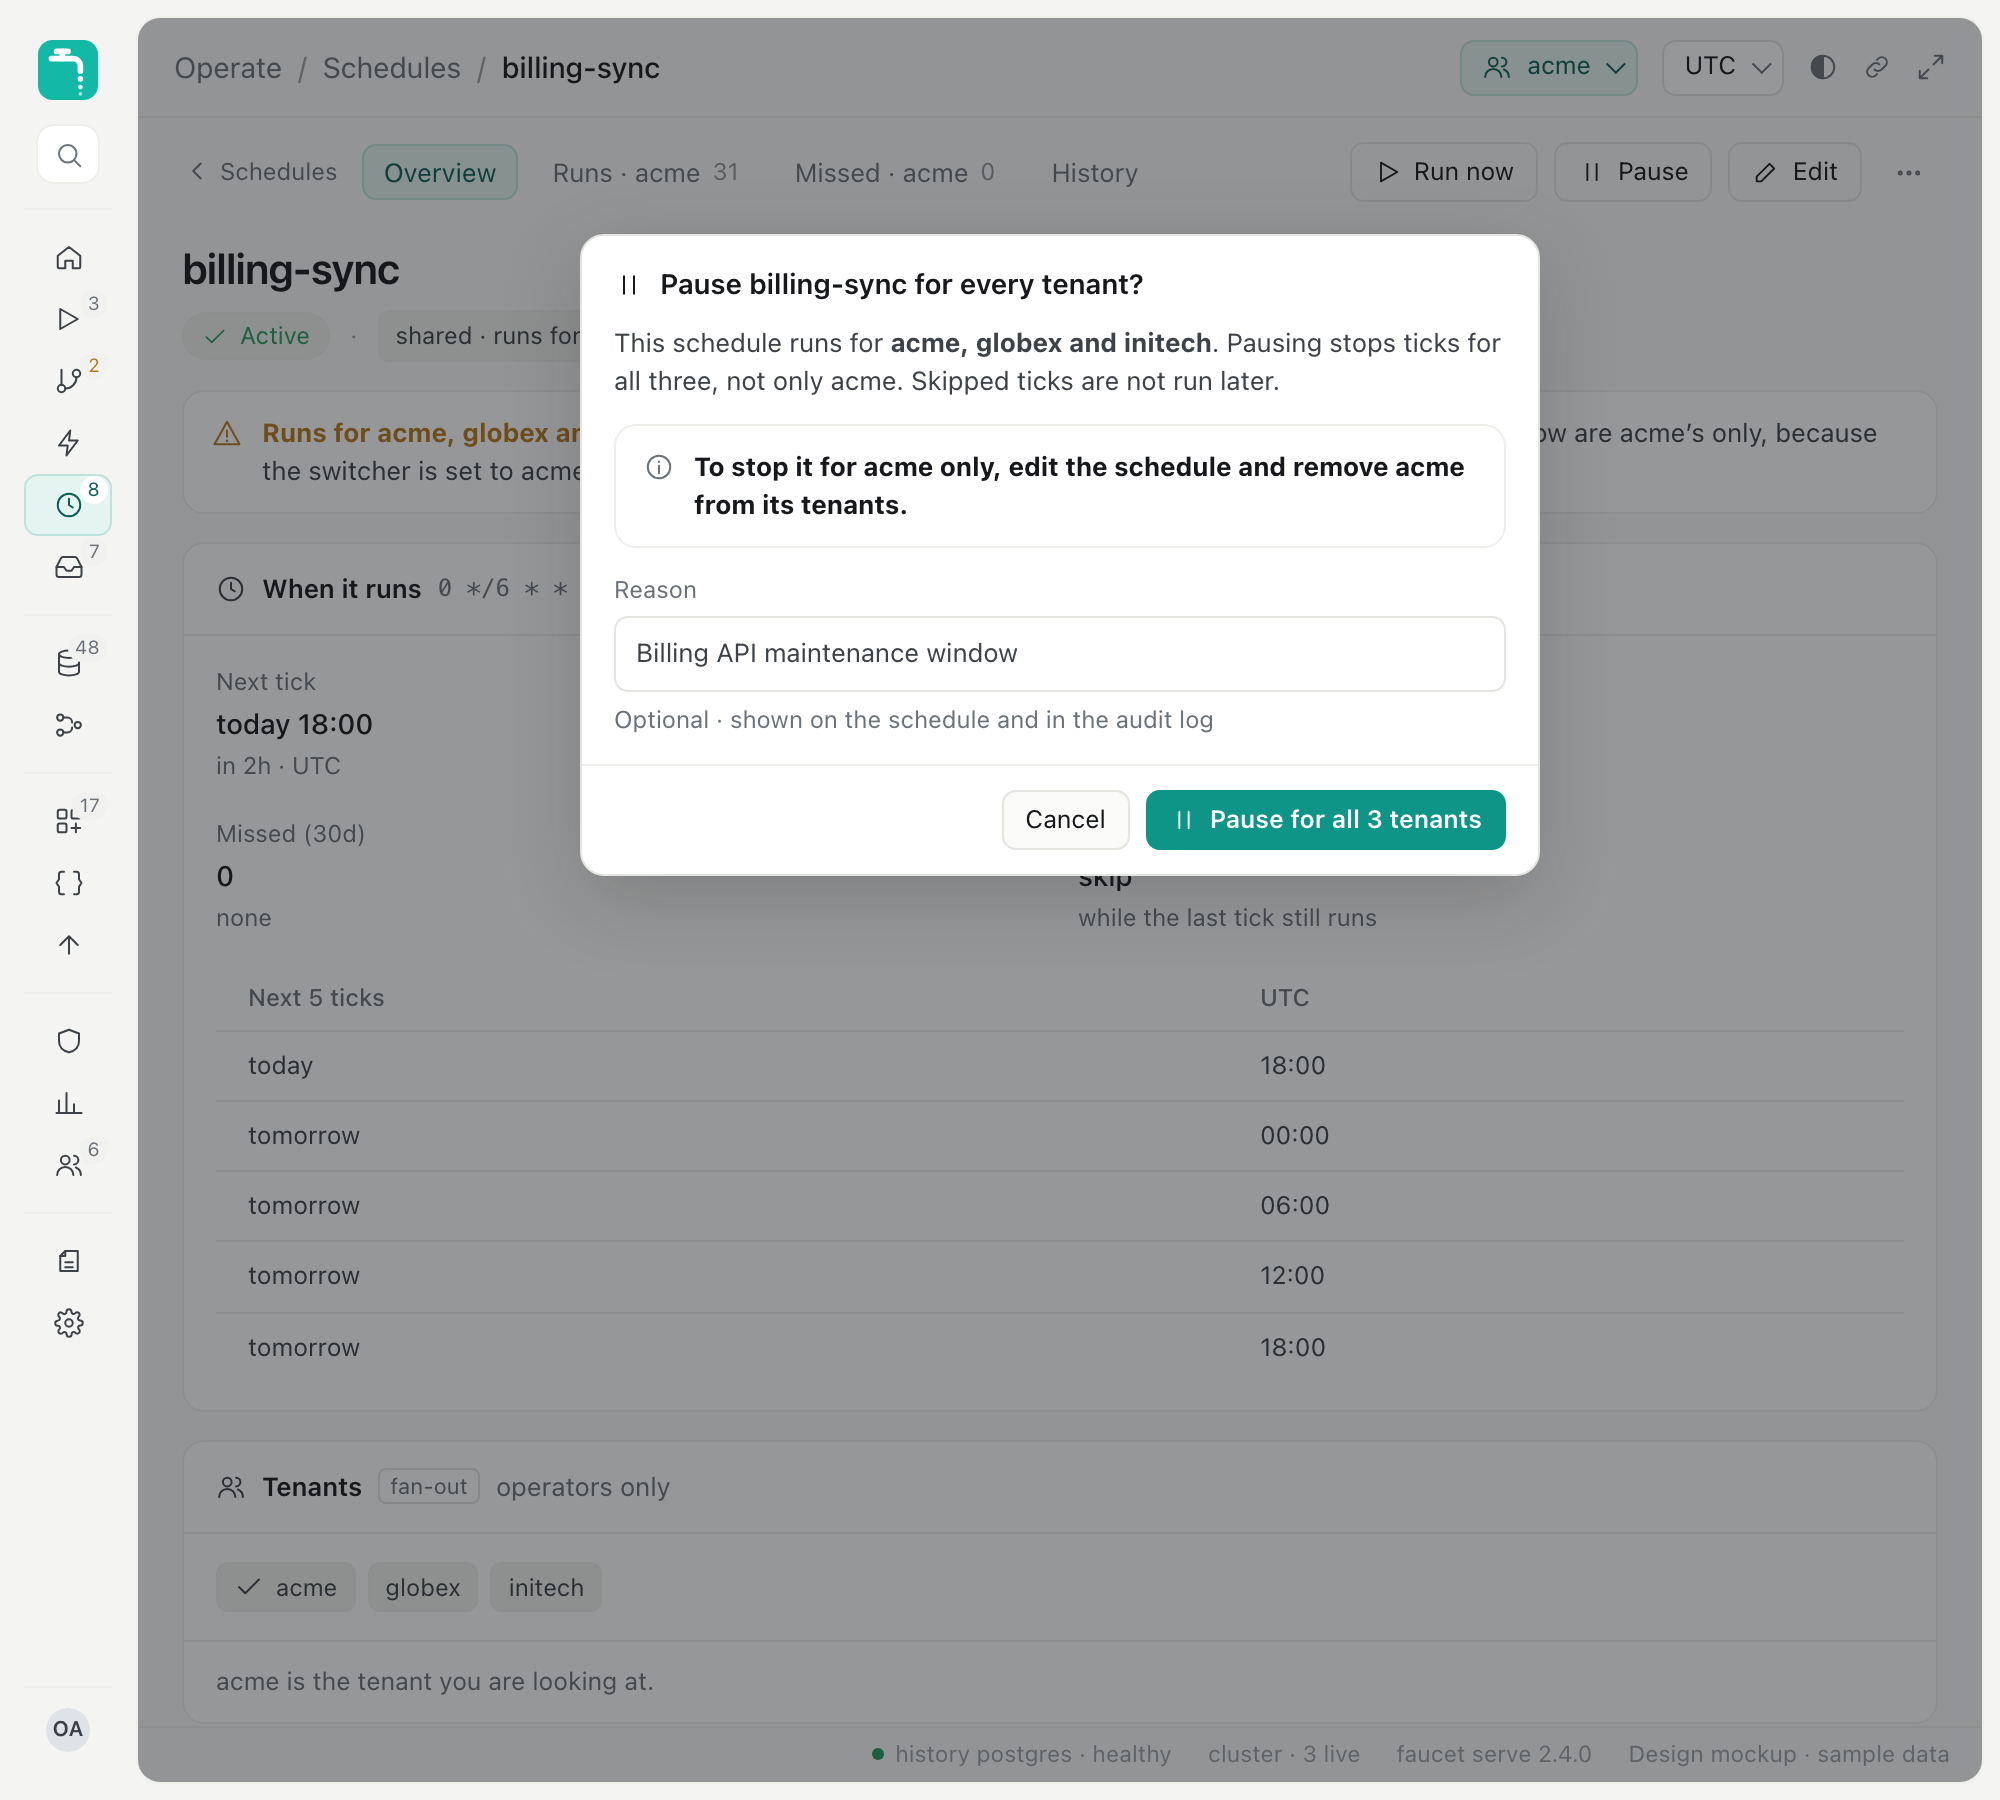 Operate / Schedules / billing-sync
acme
UTC
Schedules
Overview
Runs · acme 31
Missed · acme 0
History
Run now
Pause
Edit
3
2
8
7
48
17
6
OA
billing-sync
Active · shared · runs for
Runs for acme, globex
ow are acme's only, because
the switcher is set to acme
When it runs 0 */6 * *
Next tick
today 18:00
in 2h · UTC
Missed (30d)
0
none
skip
while the last tick still runs
Pause billing-sync for every tenant?
This schedule runs for acme, globex and initech. Pausing stops ticks for
all three, not only acme. Skipped ticks are not run later.
To stop it for acme only, edit the schedule and remove acme
from its tenants.
Reason
Billing API maintenance window
Optional · shown on the schedule and in the audit log
Cancel
Pause for all 3 tenants
Next 5 ticks UTC
today 18:00
tomorrow 00:00
tomorrow 06:00
tomorrow 12:00
tomorrow 18:00
Tenants fan-out operators only
acme globex initech
acme is the tenant you are looking at.
history postgres · healthy cluster · 3 live faucet serve 2.4.0 Design mockup · sample data